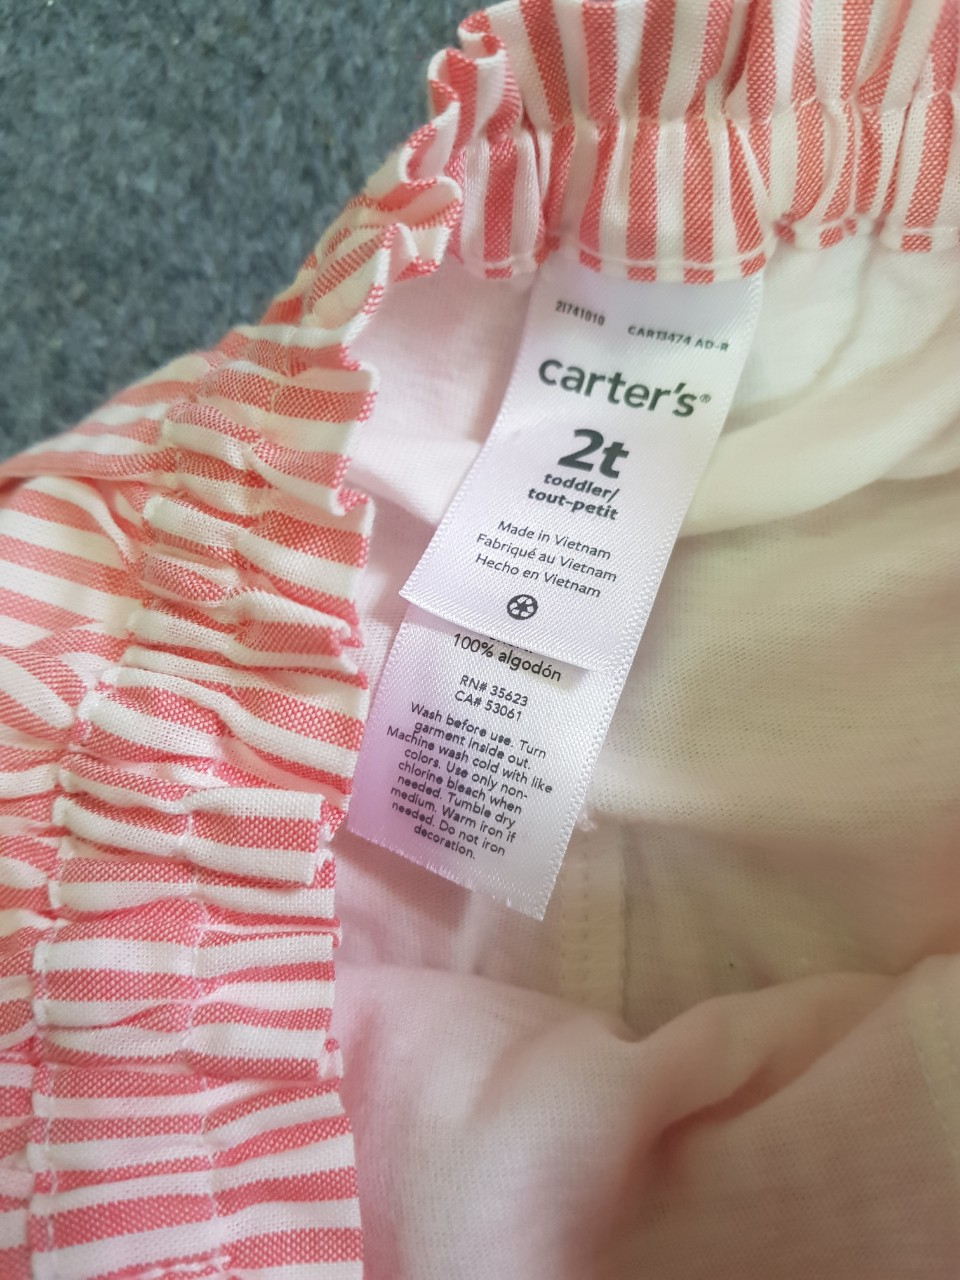 2I741010 CAR13474 AD-R
carter's®
2t
toddler/
tout-petit
Made in Vietnam
Fabriqué au Vietnam
Hecho en Vietnam
100% algodón
RN# 35623
CA# 53061
Wash before use. Turn
garment inside out.
Machine wash cold with like
colors. Use only non-
chlorine bleach when
needed. Tumble dry
medium. Warm iron if
needed. Do not iron
decoration.